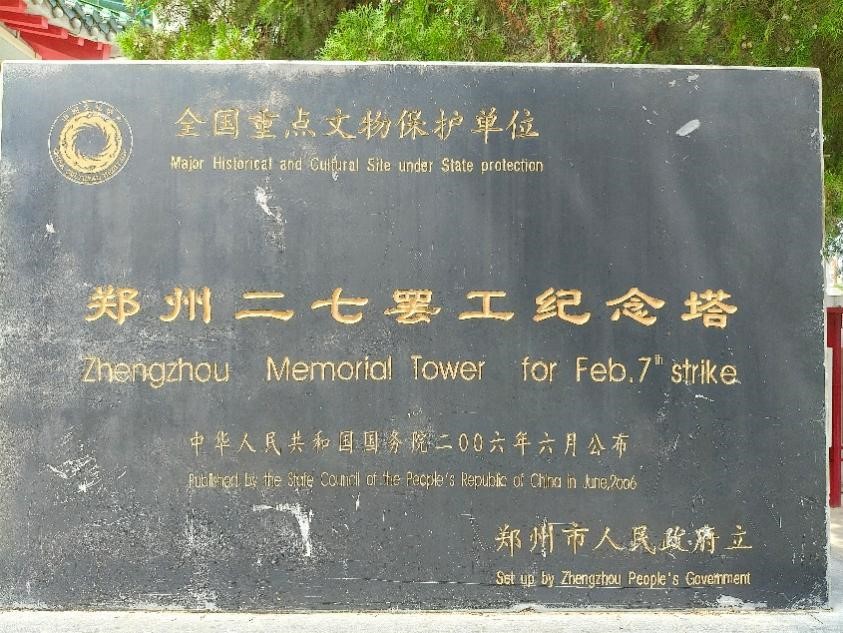 全国重点文物保护单位
Major Historical and Cultural Site under State protection
郑州二七罢工纪念塔
Zhengzhou Memorial Tower for Feb.7th strike
中华人民共和国国务院二〇〇六年六月公布
Published by the State Council of the People's Republic of China in June,2006
郑州市人民政府立
Set up by Zhengzhou People's Government